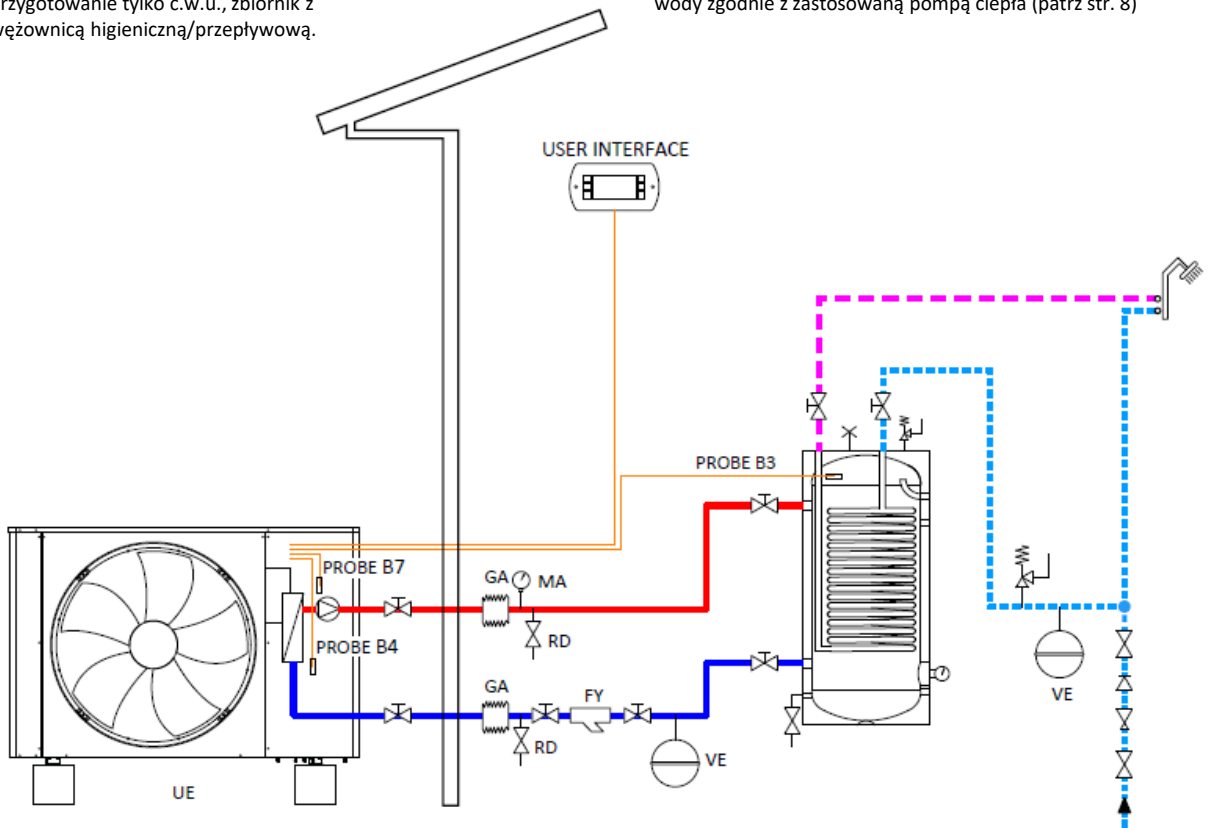 rzygotowanie tylko c.w.u., zbiornik z
wody zgodnie z zastosowaną pompą ciepła (patrz str. 8)
ężownicą higieniczną/przepływową.
USER INTERFACE
PROBE B3
PROBE B7
GA MA
RD
PROBE B4
GA
FY
RD
VE
VE
UE